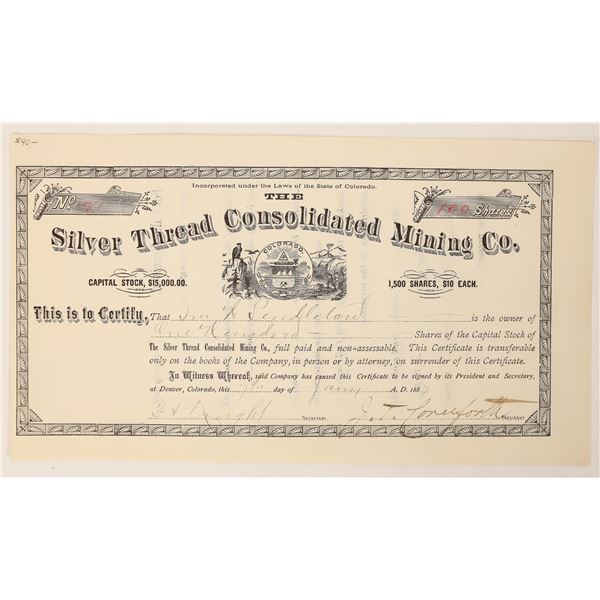 $40-
Incorporated under the Laws of the State of Colorado.
No
100 Shares
THE
Silver Thread Consolidated Mining Co.
COLORADO
CAPITAL STOCK, $15,000.00.
1,500 SHARES, $10 EACH.
This is to Certify, That Pendleton is the owner of
One Hundred Shares of the Capital Stock of
The Silver Thread Consolidated Mining Co., full paid and non-assessable. This Certificate is transferable
only on the books of the Company, in person or by attorney, on surrender of this Certificate.
In Witness Whereof, said Company has caused this Certificate to be signed by its President and Secretary,
at Denver, Colorado, this day of A. D. 188
SECRETARY.
PRESIDENT